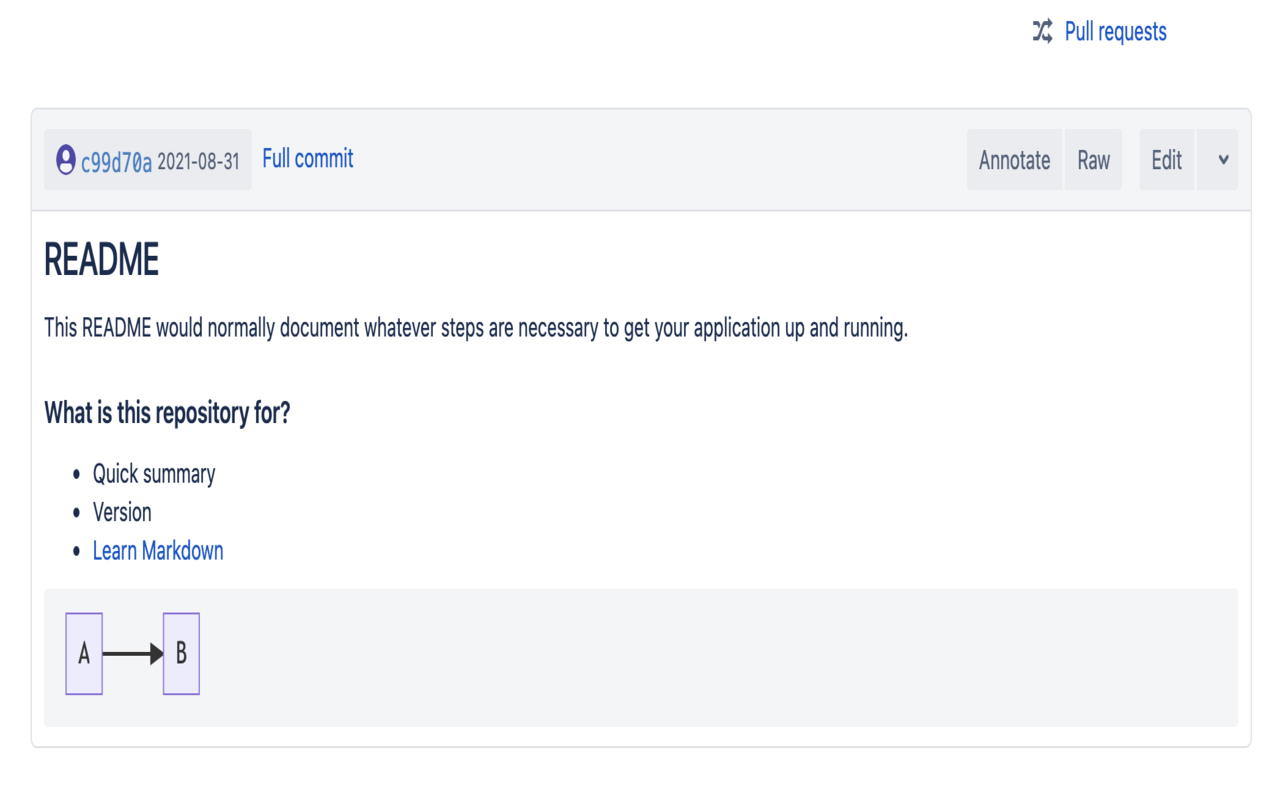 Pull requests
c99d70a 2021-08-31 Full commit Annotate Raw Edit
README
This README would normally document whatever steps are necessary to get your application up and running.
What is this repository for?
• Quick summary
• Version
• Learn Markdown
A B